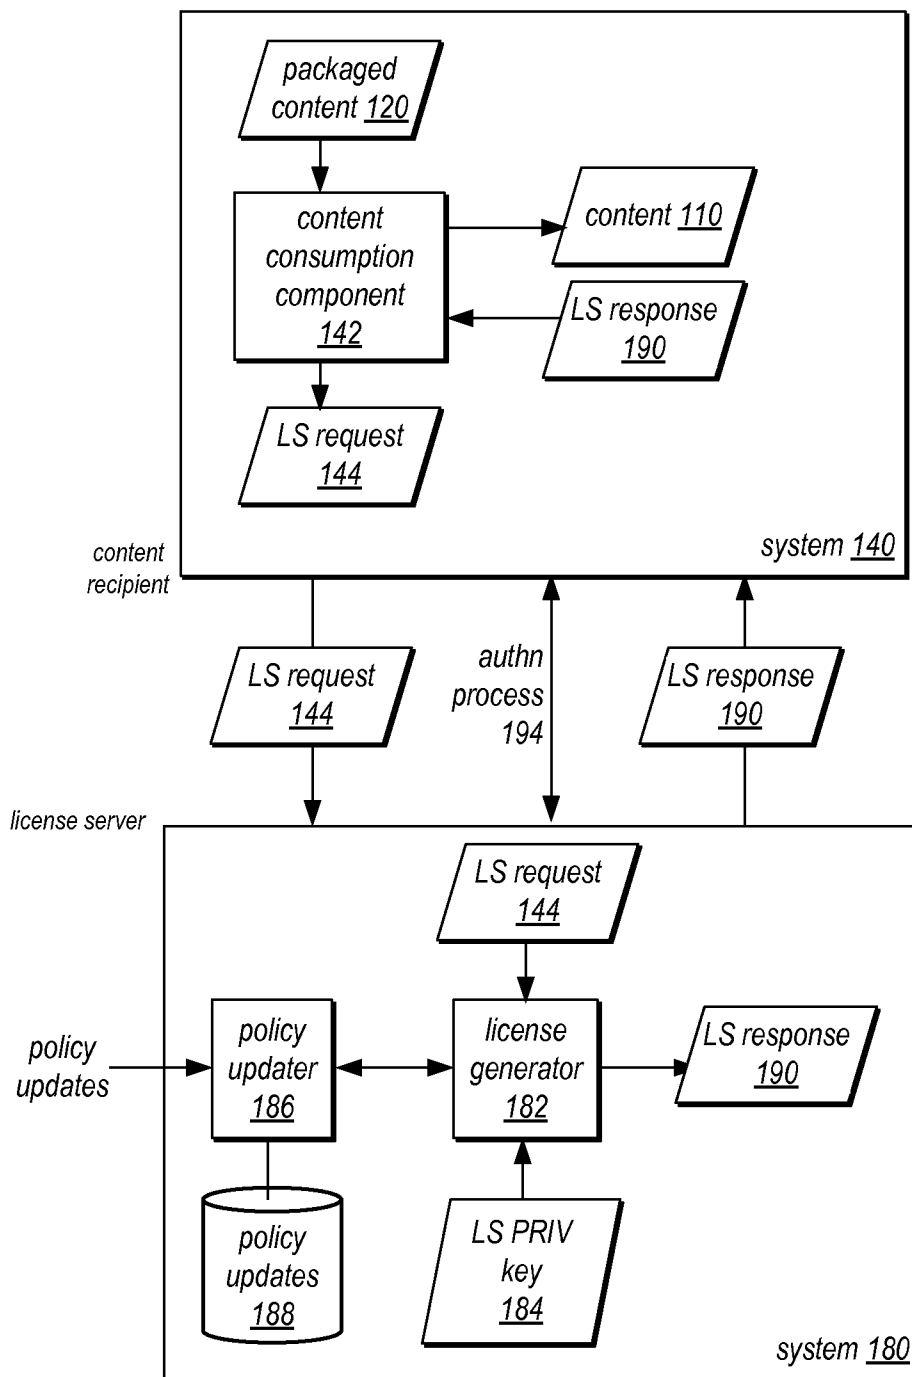 packaged
content 120
content
consumption
component
142
content 110
LS response
190
LS request
144
system 140
content
recipient
LS request
144
authn
process
194
LS response
190
license server
LS request
144
policy
updates
policy
updater
186
license
generator
182
LS response
190
policy
updates
188
LS PRIV
key
184
system 180